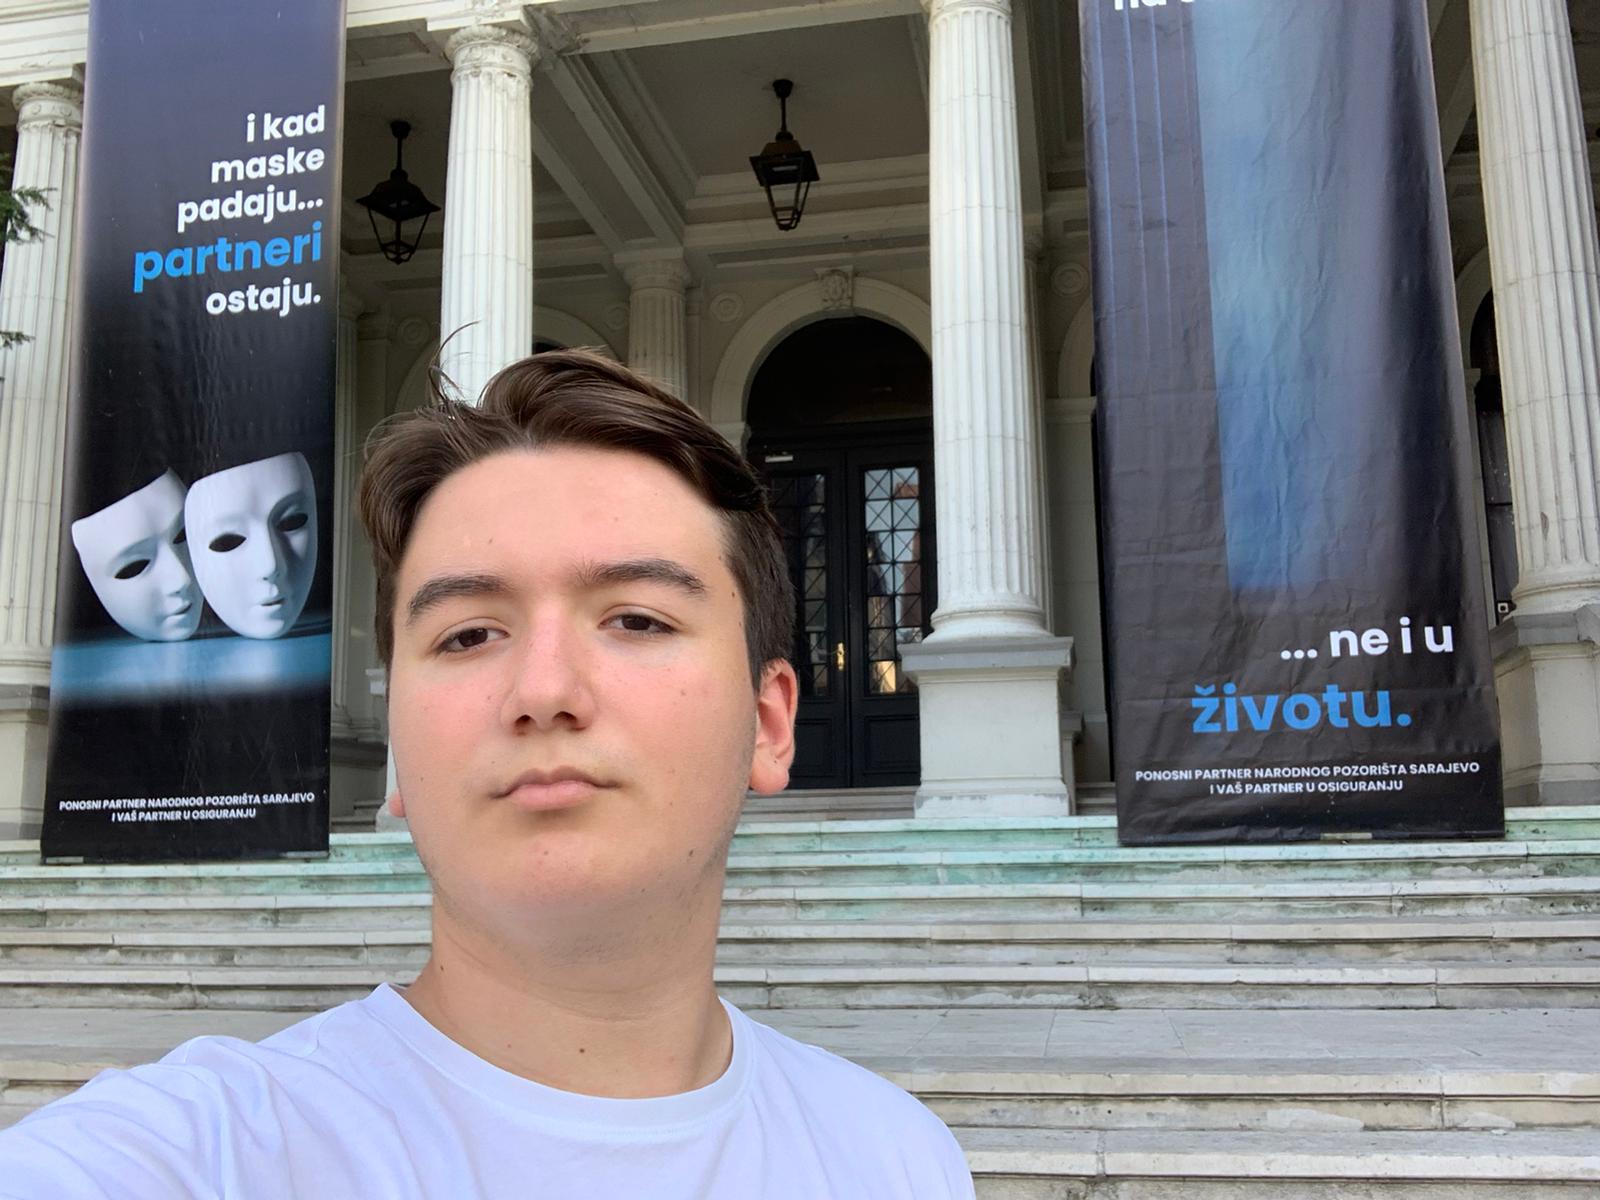 i kad
maske
padaju...
partneri
ostaju.
PONOSNI PARTNER NARODNOG POZORIŠTA SARAJEVO
I VAŠ PARTNER U OSIGURANJU
... ne i u
životu.
PONOSNI PARTNER NARODNOG POZORIŠTA SARAJEVO
I VAŠ PARTNER U OSIGURANJU